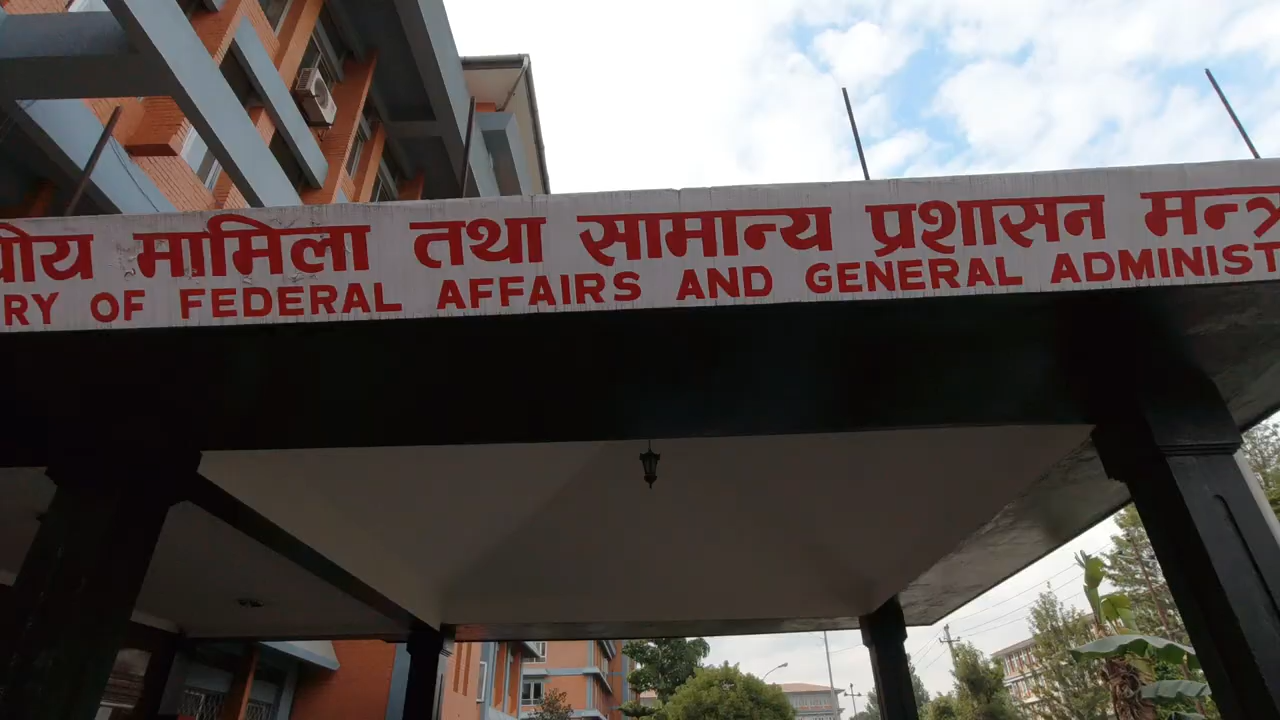 मामिला तथा सामान्य प्रशासन
OF FEDERAL AFFAIRS AND GENERAL